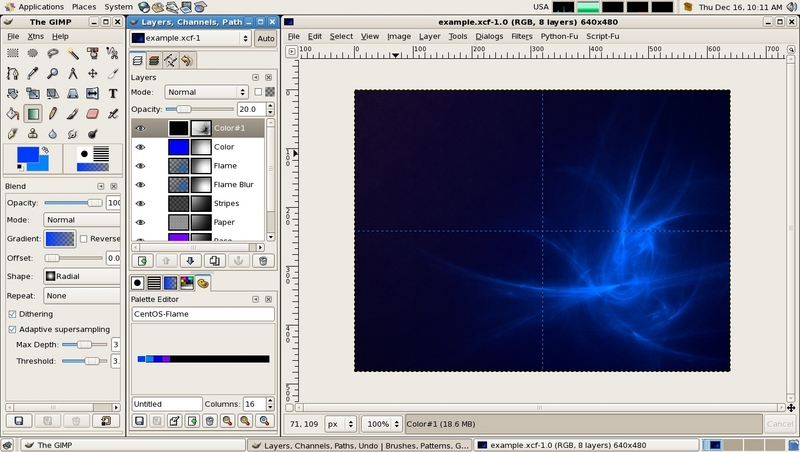 Applications Places System
USA
Thu Dec 16, 10:11 AM
The GIMP
File Xtns Help
Blend
Opacity: 100
Mode: Normal
Gradient: Reverse
Offset: 0.0
Shape: Radial
Repeat: None
Dithering
Adaptive supersampling
Max Depth: 3
Threshold: 3.
Layers, Channels, Path
example.xcf-1
Auto
Layers
Mode: Normal
Opacity: 20.0
Color#1
Color
Flame
Flame Blur
Stripes
Paper
Palette Editor
CentOS-Flame
Untitled Columns: 16
example.xcf-1.0 (RGB, 8 layers) 640x480
File Edit Select View Image Layer Tools Dialogs Filters Python-Fu Script-Fu
100 0 100 200 300 400 500 600 700
0
100
200
300
400
500
71, 109 px 100% Color#1 (18.6 MB) Cancel
The GIMP
Layers, Channels, Paths, Undo | Brushes, Patterns, G...
example.xcf-1.0 (RGB, 8 layers) 640x480